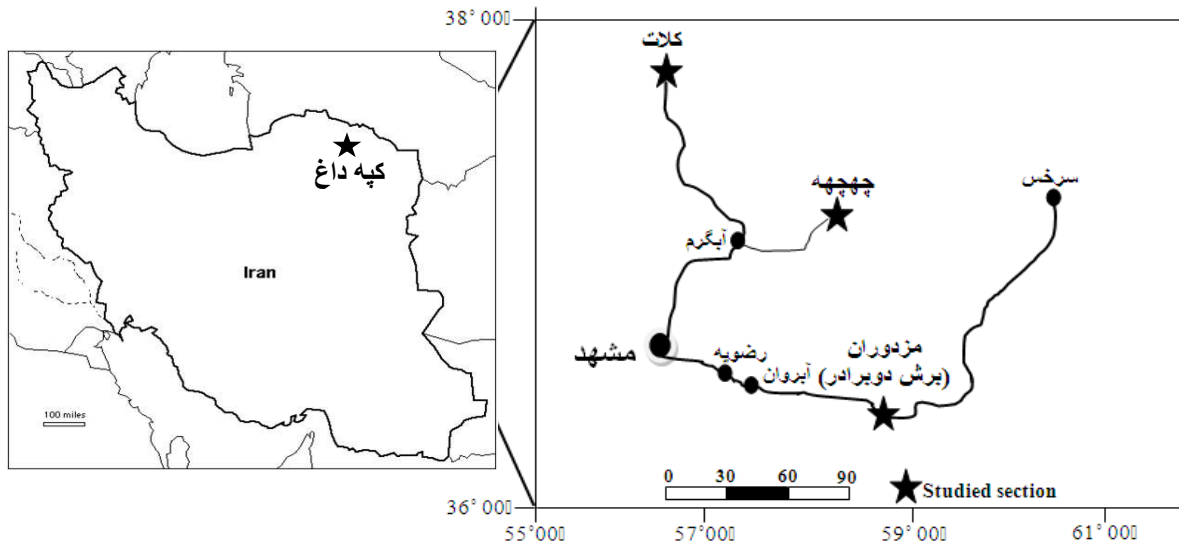 کپه داغ
Iran
100 miles
38° 00'
کلات
چهچهه
سرخس
آبگرم
مشهد
رضویه
آبروان
مزدوران
(برش دوبرادر)
0 30 60 90
Studied section
36° 00'
55° 00' 57° 00' 59° 00' 61° 00'